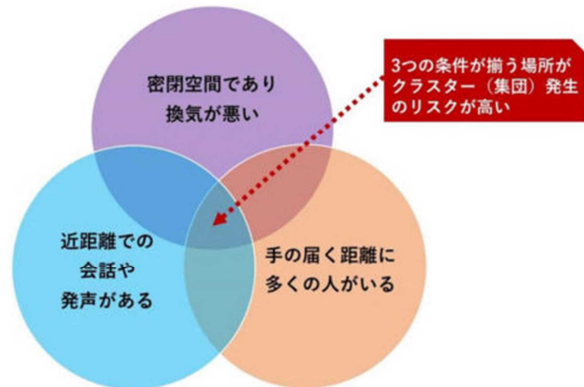 密閉空間であり
換気が悪い
3つの条件が揃う場所が
クラスター（集団）発生
のリスクが高い
近距離での
会話や
発声がある
手の届く距離に
多くの人がいる